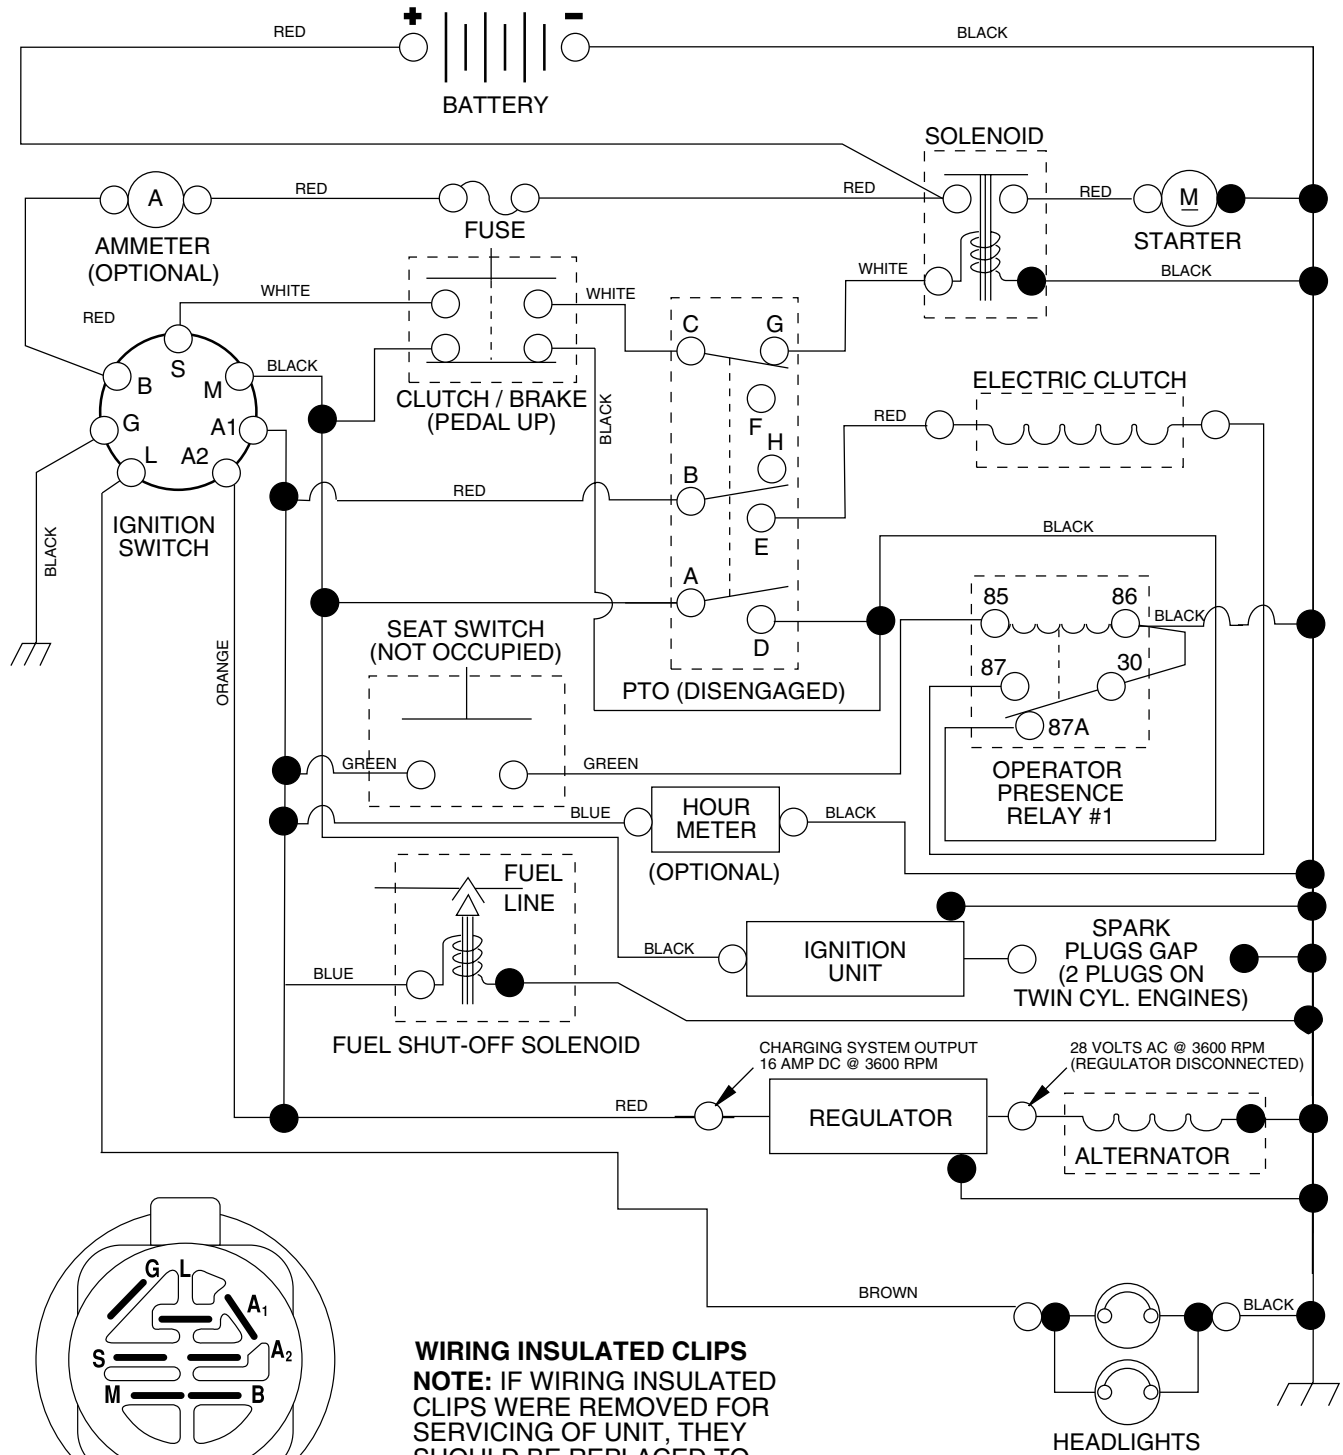 RED
+
−
BLACK
BATTERY
SOLENOID
A
RED
RED
RED
M
AMMETER
(OPTIONAL)
FUSE
STARTER
WHITE
BLACK
WHITE
WHITE
RED
C
G
S
B
M
BLACK
ELECTRIC CLUTCH
CLUTCH / BRAKE
(PEDAL UP)
BLACK
F
RED
G
A1
H
L
A2
B
RED
IGNITION
SWITCH
BLACK
E
BLACK
A
85
86
BLACK
SEAT SWITCH
(NOT OCCUPIED)
D
ORANGE
87
30
PTO (DISENGAGED)
87A
GREEN
GREEN
OPERATOR
PRESENCE
RELAY #1
BLUE
HOUR
METER
BLACK
(OPTIONAL)
FUEL
LINE
BLACK
IGNITION
UNIT
SPARK
PLUGS GAP
(2 PLUGS ON
TWIN CYL. ENGINES)
BLUE
FUEL SHUT-OFF SOLENOID
CHARGING SYSTEM OUTPUT
16 AMP DC @ 3600 RPM
28 VOLTS AC @ 3600 RPM
(REGULATOR DISCONNECTED)
RED
REGULATOR
ALTERNATOR
G L
A1
S
A2
M
B
BROWN
BLACK
HEADLIGHTS
WIRING INSULATED CLIPS
NOTE: IF WIRING INSULATED
CLIPS WERE REMOVED FOR
SERVICING OF UNIT, THEY
SHOULD BE REPLACED TO